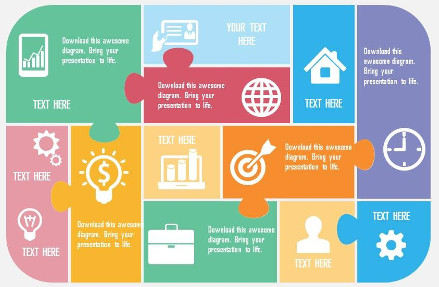 Download this awesome
diagram. Bring your
presentation to life.
TEXT HERE
YOUR TEXT
HERE
Download this awesome
diagram. Bring your
presentation to life.
TEXT HERE
Download this
awesome
diagram. Bring
your
presentation
to life.
TEXT HERE
TEXT HERE
$
Download this awesome
diagram. Bring your
presentation to life.
TEXT HERE
Download this awesome
diagram. Bring your
presentation to life.
Download this awesome
diagram. Bring your
presentation to life.
TEXT HERE
TEXT HERE